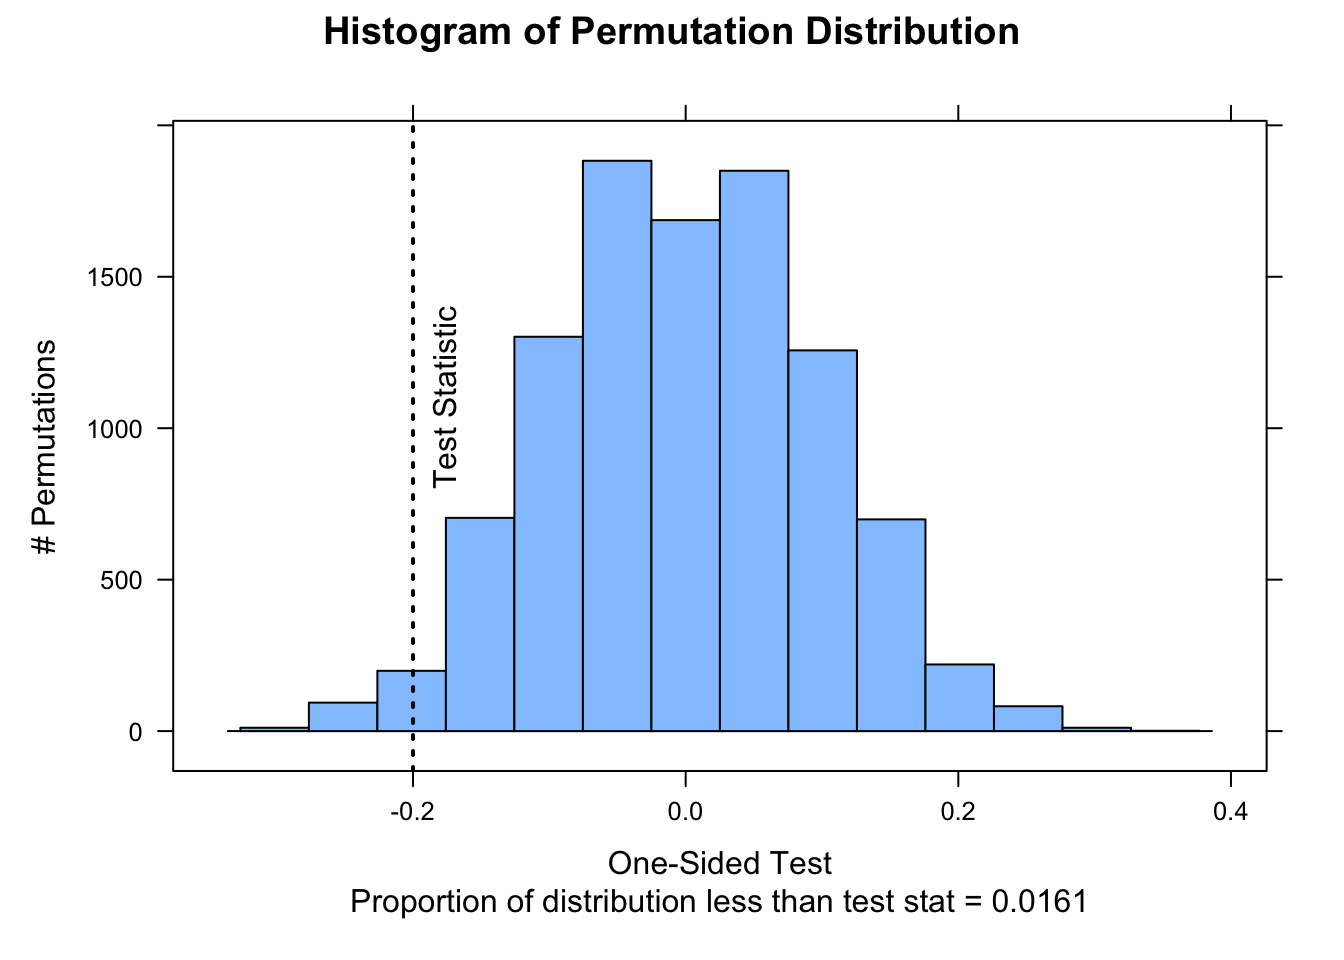 Histogram of Permutation Distribution
# Permutations
1500
1000
500
0
Test Statistic
-0.2
0.0
0.2
0.4
One-Sided Test
Proportion of distribution less than test stat = 0.0161